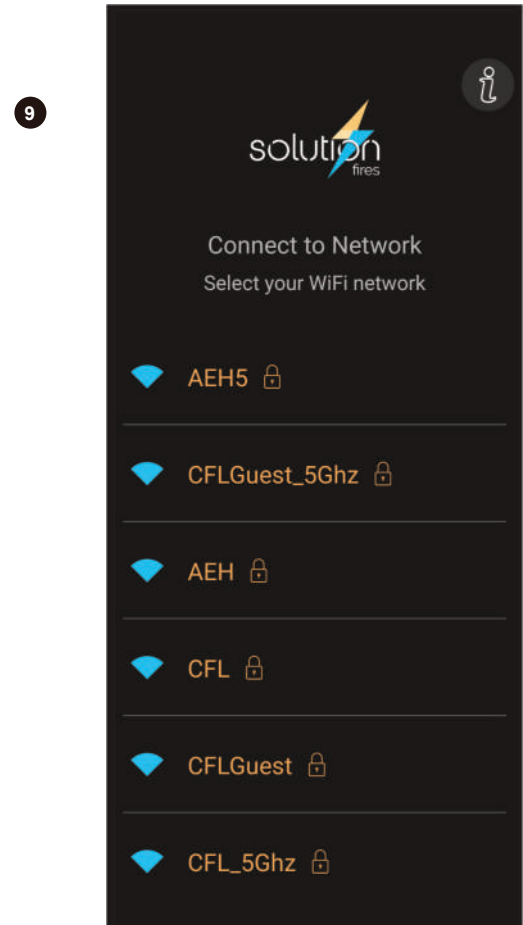 9
solution
fires
Connect to Network
Select your WiFi network
AEH5
CFLGuest_5Ghz
AEH
CFL
CFLGuest
CFL_5Ghz